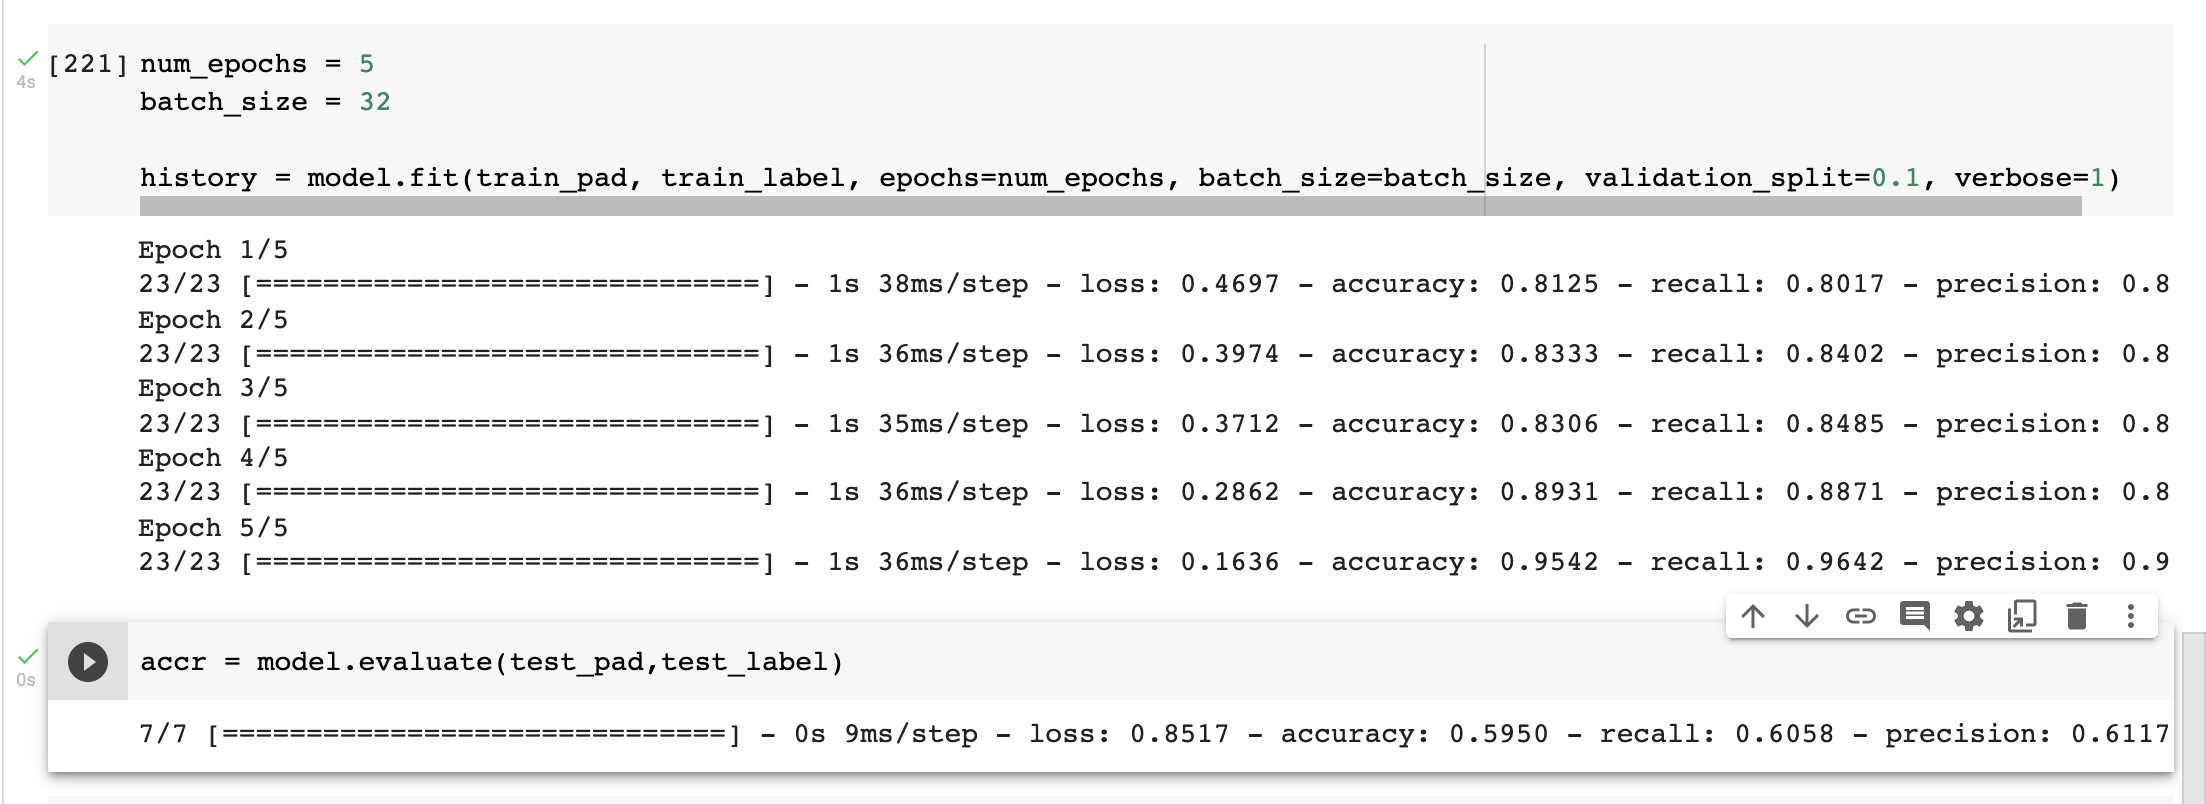 4s
[221] num_epochs = 5
batch_size = 32
history = model.fit(train_pad, train_label, epochs=num_epochs, batch_size=batch_size, validation_split=0.1, verbose=1)
Epoch 1/5
23/23 [==============================] - 1s 38ms/step - loss: 0.4697 - accuracy: 0.8125 - recall: 0.8017 - precision: 0.8
Epoch 2/5
23/23 [==============================] - 1s 36ms/step - loss: 0.3974 - accuracy: 0.8333 - recall: 0.8402 - precision: 0.8
Epoch 3/5
23/23 [==============================] - 1s 35ms/step - loss: 0.3712 - accuracy: 0.8306 - recall: 0.8485 - precision: 0.8
Epoch 4/5
23/23 [==============================] - 1s 36ms/step - loss: 0.2862 - accuracy: 0.8931 - recall: 0.8871 - precision: 0.8
Epoch 5/5
23/23 [==============================] - 1s 36ms/step - loss: 0.1636 - accuracy: 0.9542 - recall: 0.9642 - precision: 0.9
0s
accr = model.evaluate(test_pad,test_label)
7/7 [==============================] - 0s 9ms/step - loss: 0.8517 - accuracy: 0.5950 - recall: 0.6058 - precision: 0.6117